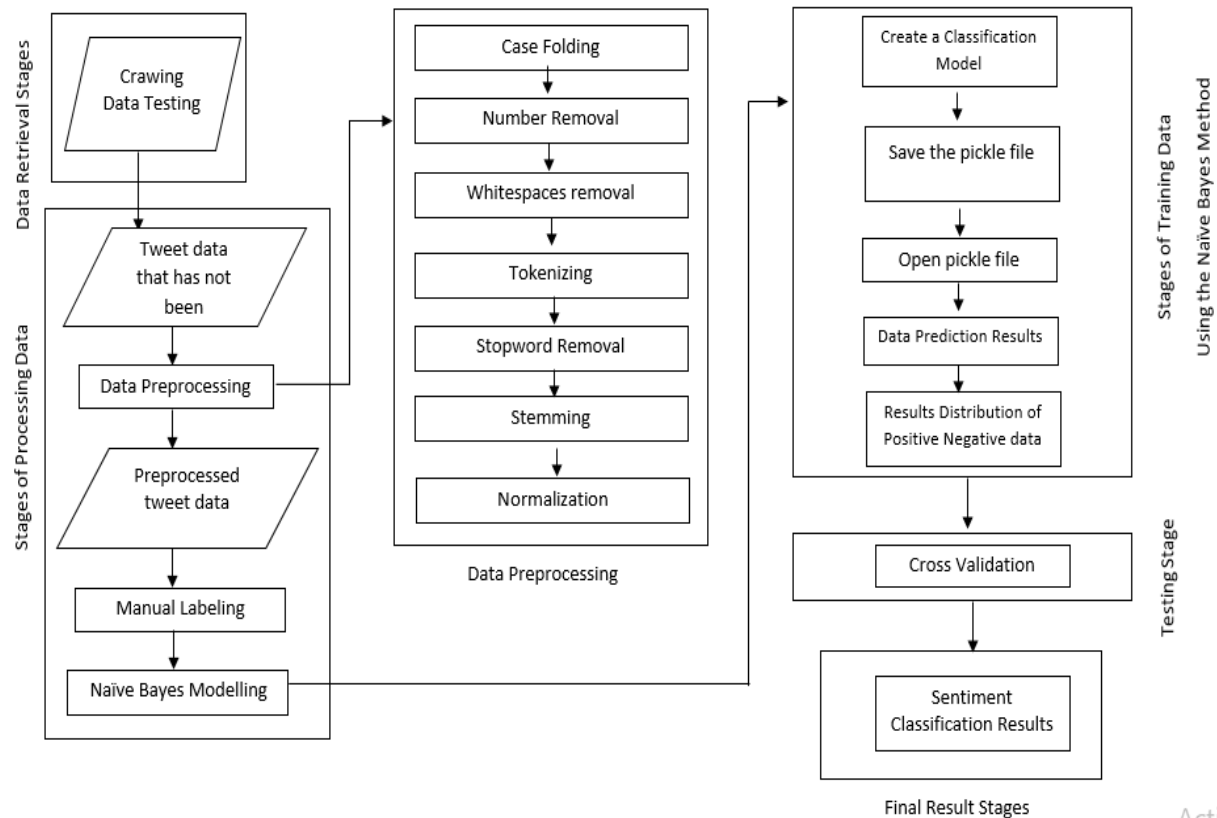 Data Retrieval Stages
Crawing
Data Testing
Stages of Processing Data
Tweet data
that has not
been
Data Preprocessing
Preprocessed
tweet data
Manual Labeling
Naïve Bayes Modelling
Case Folding
Number Removal
Whitespaces removal
Tokenizing
Stopword Removal
Stemming
Normalization
Data Preprocessing
Create a Classification
Model
Save the pickle file
Open pickle file
Data Prediction Results
Results Distribution of
Positive Negative data
Stages of Training Data
Using the Naïve Bayes Method
Cross Validation
Testing Stage
Sentiment
Classification Results
Final Result Stages